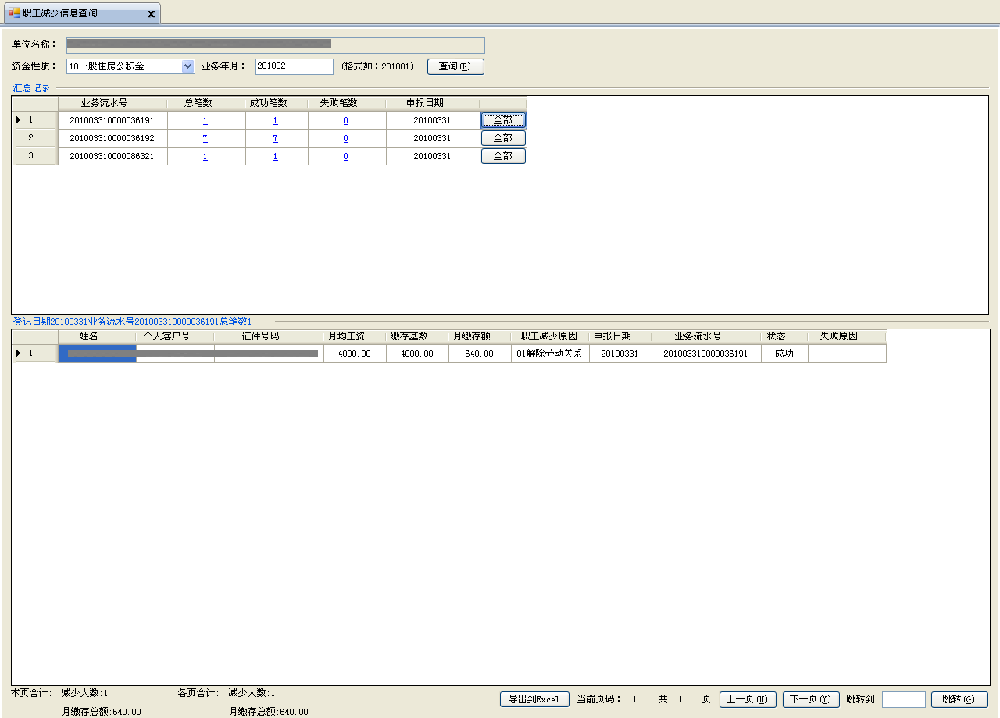 职工减少信息查询 X
单位名称：
资金性质： 10一般住房公积金 业务年月： 201002 (格式如：201001) 查询(R)
汇总记录
业务流水号 总笔数 成功笔数 失败笔数 申报日期
1 201003310000036191 1 1 0 20100331 全部
2 201003310000036192 7 7 0 20100331 全部
3 201003310000086321 1 1 0 20100331 全部
登记日期20100331业务流水号201003310000036191总笔数1
姓名 个人客户号 证件号码 月均工资 缴存基数 月缴存额 职工减少原因 申报日期 业务流水号 状态 失败原因
1 4000.00 4000.00 640.00 01解除劳动关系 20100331 201003310000036191 成功
本页合计: 减少人数:1 各页合计: 减少人数:1
导出到Excel 当前页码： 1 共 1 页 上一页(U) 下一页(Y) 跳转到 跳转(G)
月缴存总额:640.00 月缴存总额:640.00